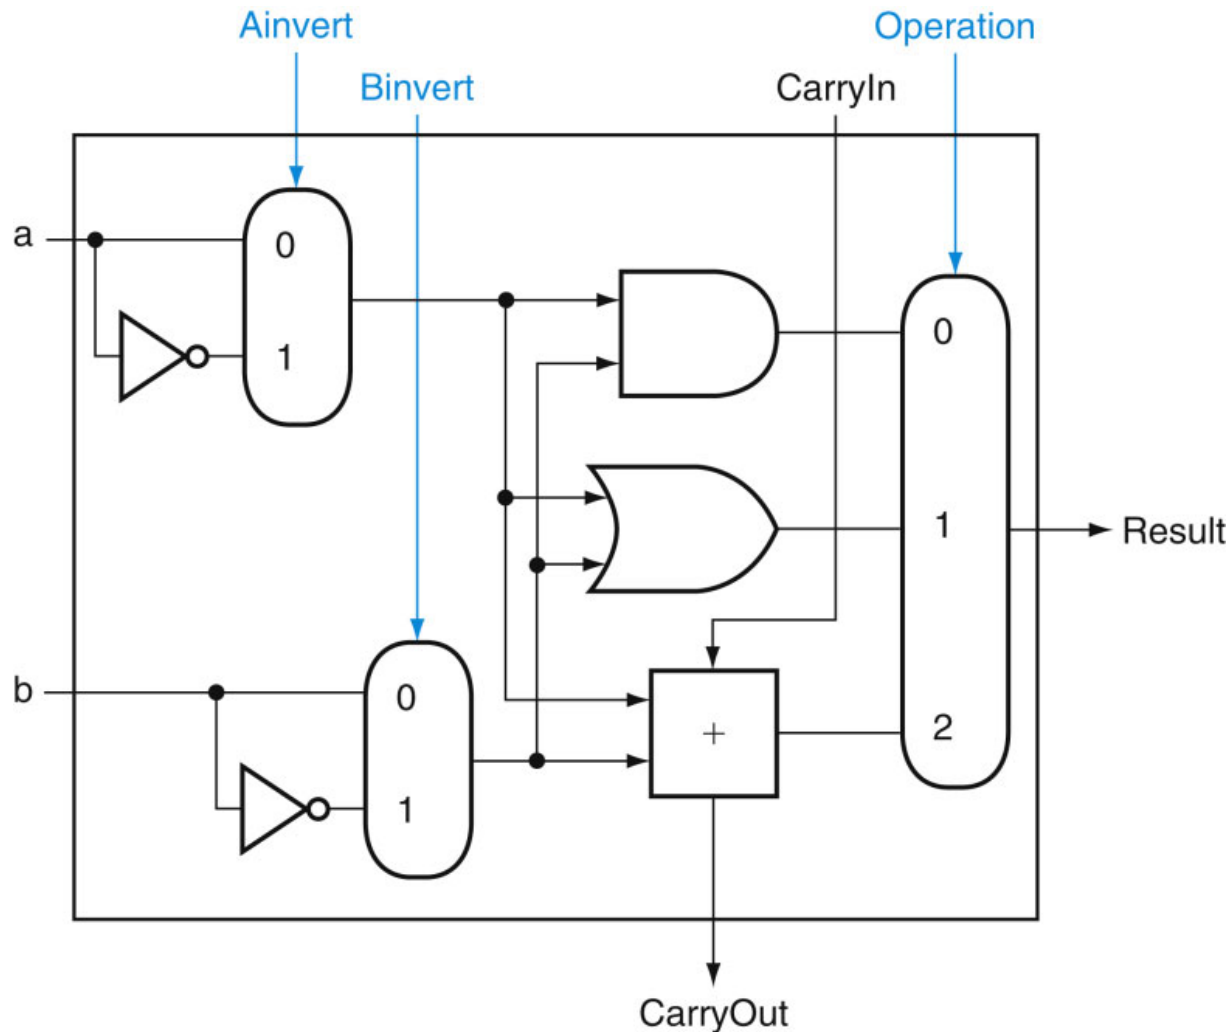 Ainvert
Operation
Binvert
CarryIn
a
0
1
0
1
Result
b
0
1
+
2
CarryOut